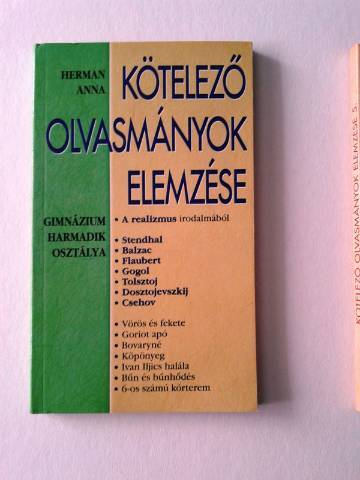 HERMAN
ANNA
KÖTELEZŐ
OLVASMÁNYOK
ELEMZÉSE
GIMNÁZIUM
HARMADIK
OSZTÁLYA
• A realizmus irodalmából
• Stendhal
• Balzac
• Flaubert
• Gogol
• Tolsztoj
• Dosztojevszkij
• Csehov
• Vörös és fekete
• Goriot apó
• Bovaryné
• Köpönyeg
• Ivan Iljics halála
• Bűn és bűnhődés
• 6-os számú kórterem
KÖTELEZŐ OLVASMÁNYOK ELEMZÉSE 5.